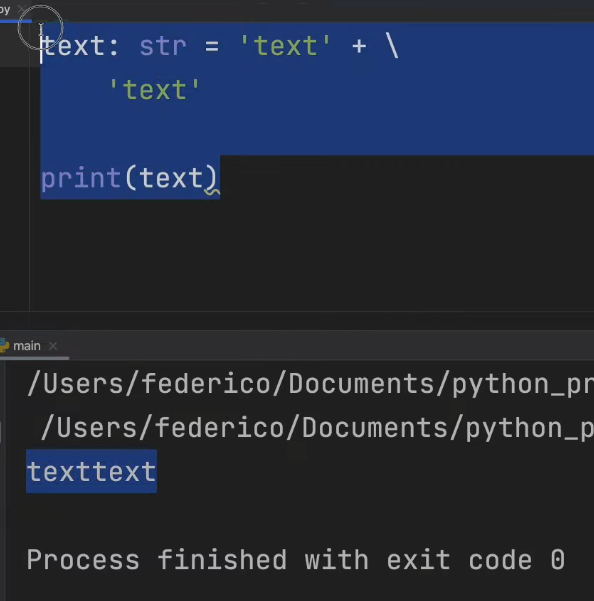 py
text: str = 'text' + \
'text'
print(text)
main
/Users/federico/Documents/python_pr
/Users/federico/Documents/python_p
texttext
Process finished with exit code 0